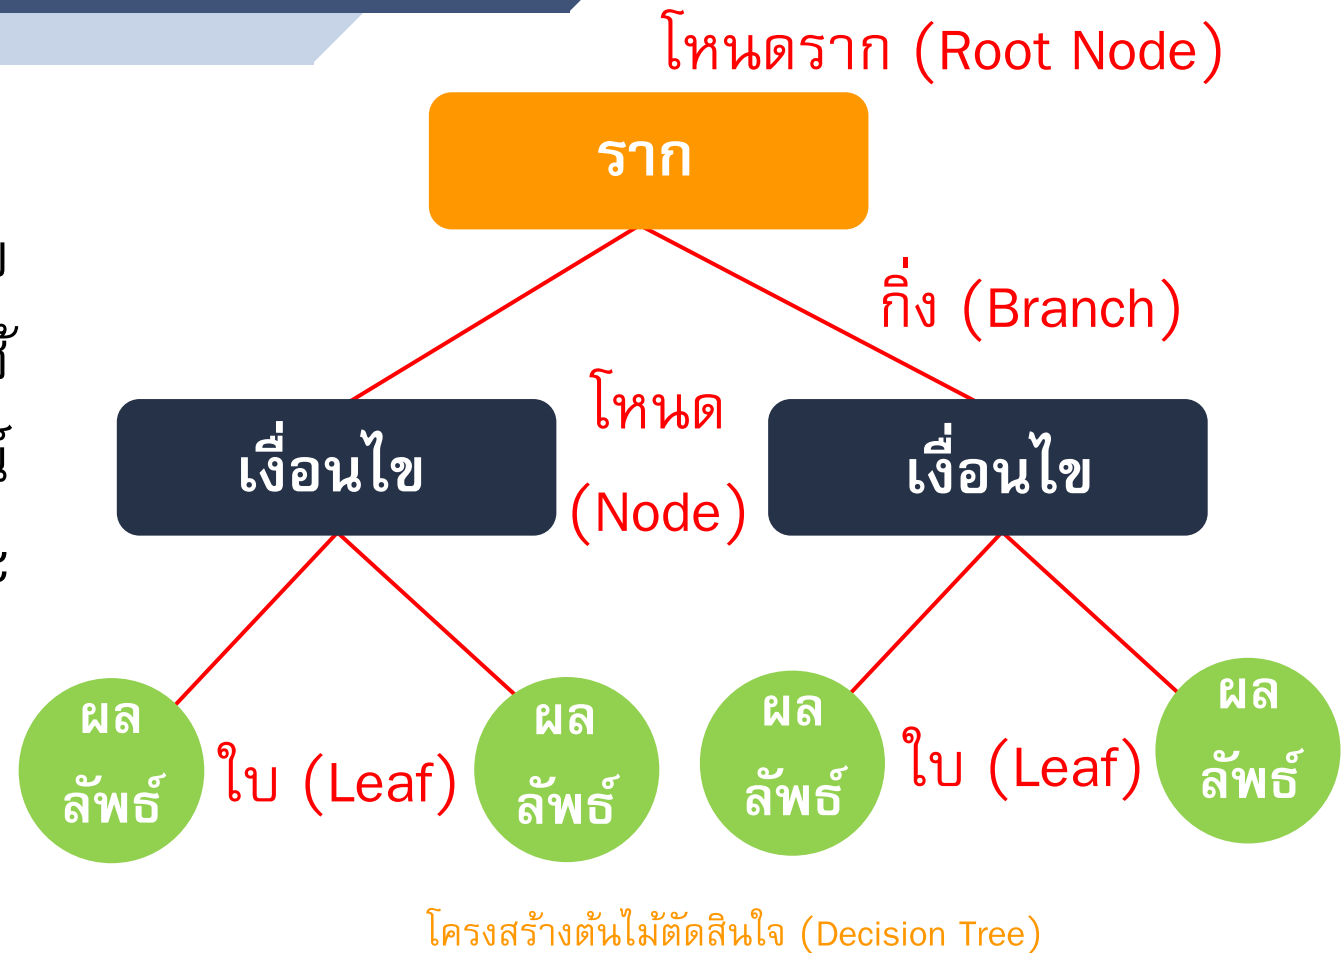 โหนดราก (Root Node)
ราก
กิ่ง (Branch)
โหนด
(Node)
เงื่อนไข
เงื่อนไข
ผล
ลัพธ์
ใบ (Leaf)
ผล
ลัพธ์
ผล
ลัพธ์
ใบ (Leaf)
ผล
ลัพธ์
โครงสร้างต้นไม้ตัดสินใจ (Decision Tree)